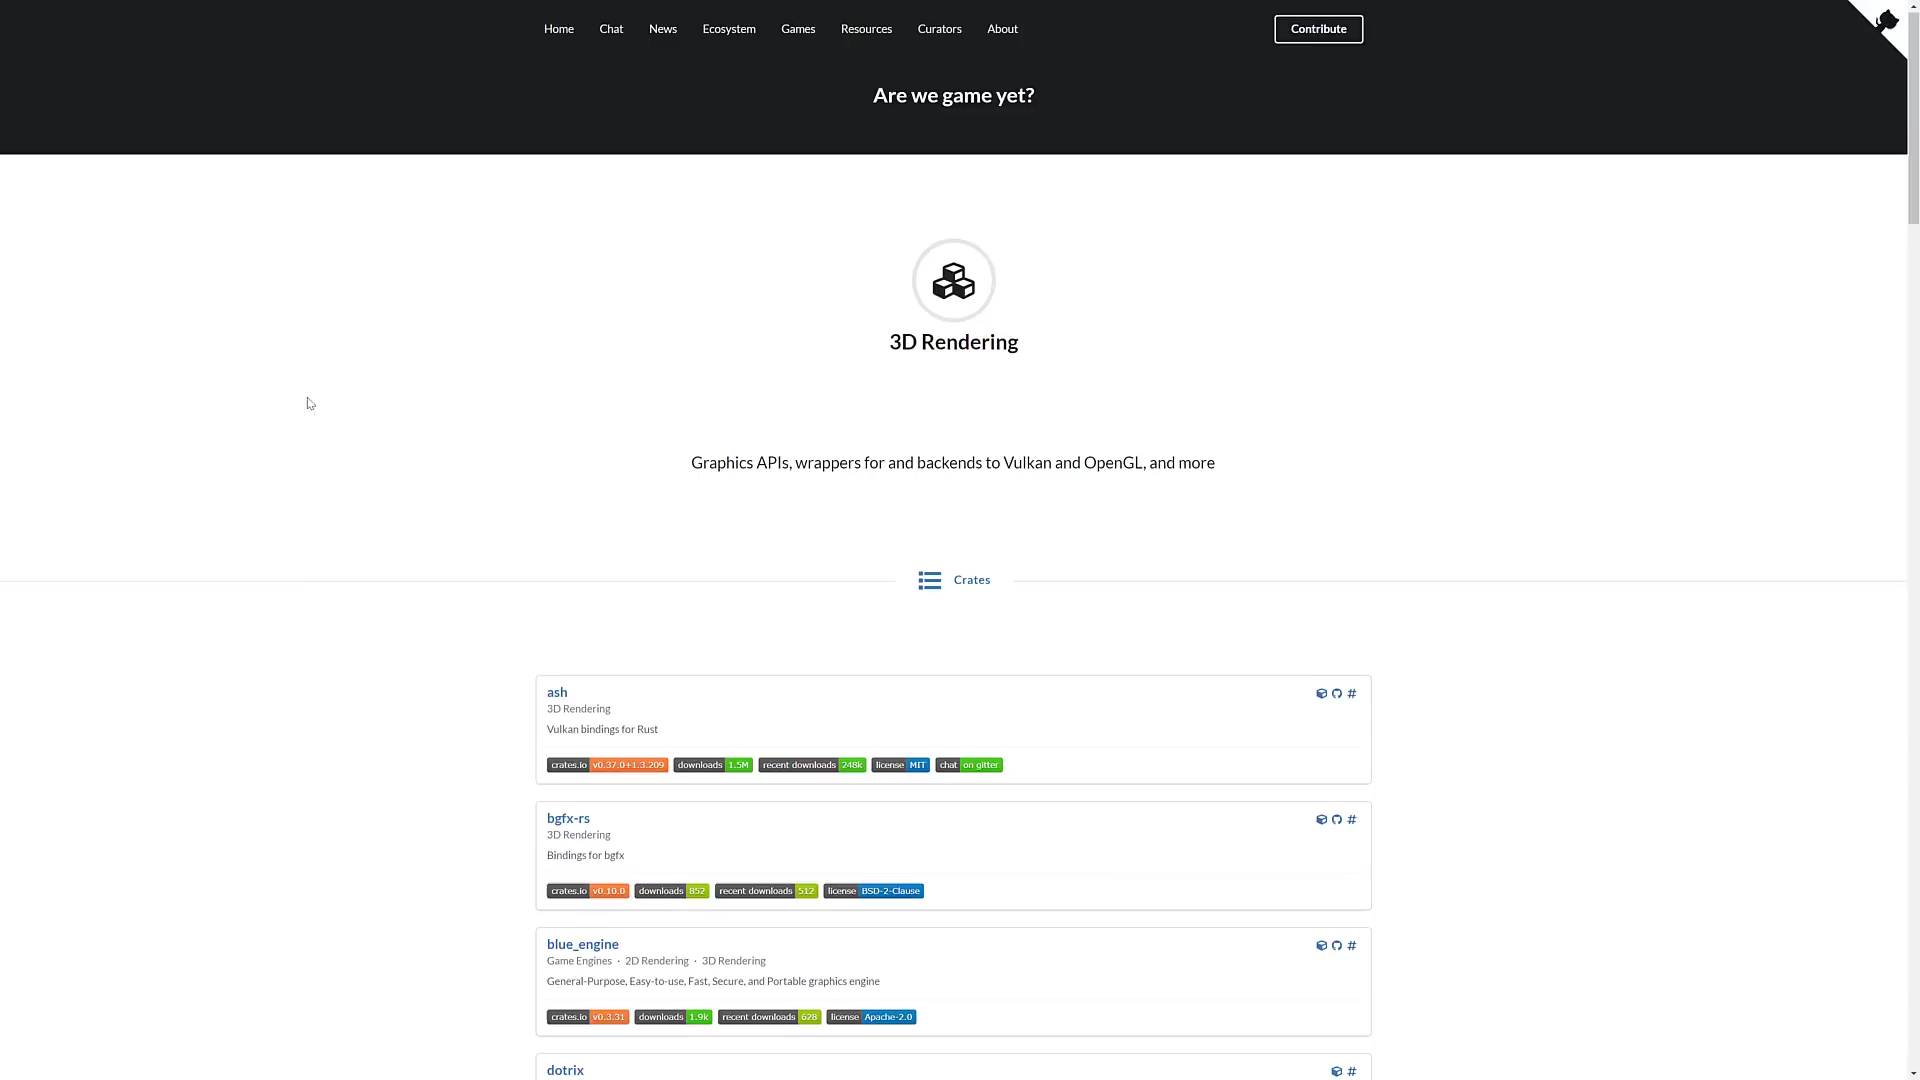 Home Chat News Ecosystem Games Resources Curators About Contribute
Are we game yet?
3D Rendering
Graphics APIs, wrappers for and backends to Vulkan and OpenGL, and more
Crates
ash
3D Rendering
Vulkan bindings for Rust
crates.io v0.37.0+1.3.209 downloads 1.5M recent downloads 248k license MIT chat on gitter
bgfx-rs
3D Rendering
Bindings for bgfx
crates.io v0.10.0 downloads 852 recent downloads 512 license BSD-2-Clause
blue_engine
Game Engines · 2D Rendering · 3D Rendering
General-Purpose, Easy-to-use, Fast, Secure, and Portable graphics engine
crates.io v0.3.31 downloads 1.9k recent downloads 628 license Apache-2.0
dotrix